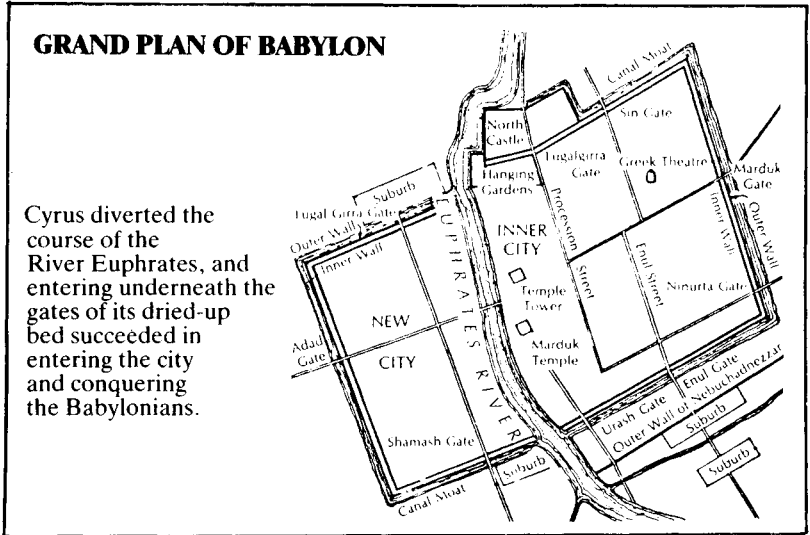 GRAND PLAN OF BABYLON
Cyrus diverted the
course of the
River Euphrates, and
entering underneath the
gates of its dried-up
bed succeeded in
entering the city
and conquering
the Babylonians.
Canal Moat
Sin Gate
North
Castle
Lugalgirra
Gate
Greek Theatre
Marduk
Gate
Hanging
Gardens
Suburb
Lugal Girra Gate
Outer Wall
Inner Wall
EUPHRATES RIVER
INNER
CITY
Procession
Street
Enul Street
Inner Wall
Outer Wall
Temple
Tower
Ninurta Gate
NEW
CITY
Adad
Gate
Marduk
Temple
Enul Gate
Urash Gate
Outer Wall of Nebuchadnezzar
Suburb
Shamash Gate
Suburb
Suburb
Canal Moat